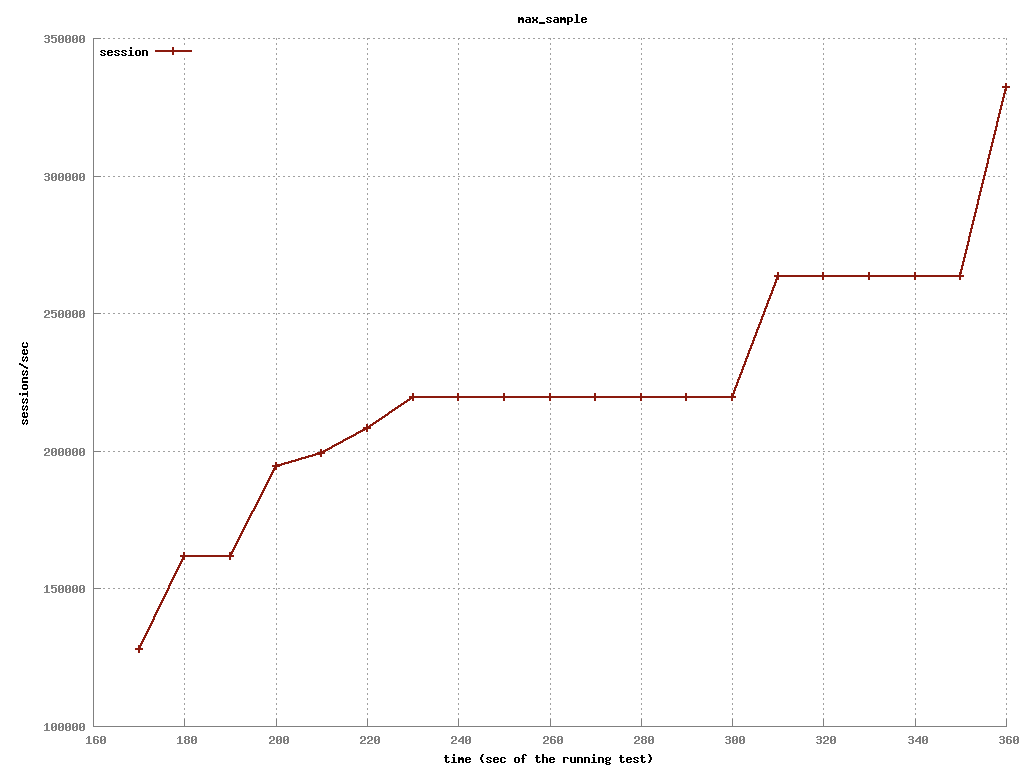 max_sample
session
350000
300000
250000
200000
150000
100000
sessions/sec
160 180 200 220 240 260 280 300 320 340 360
time (sec of the running test)